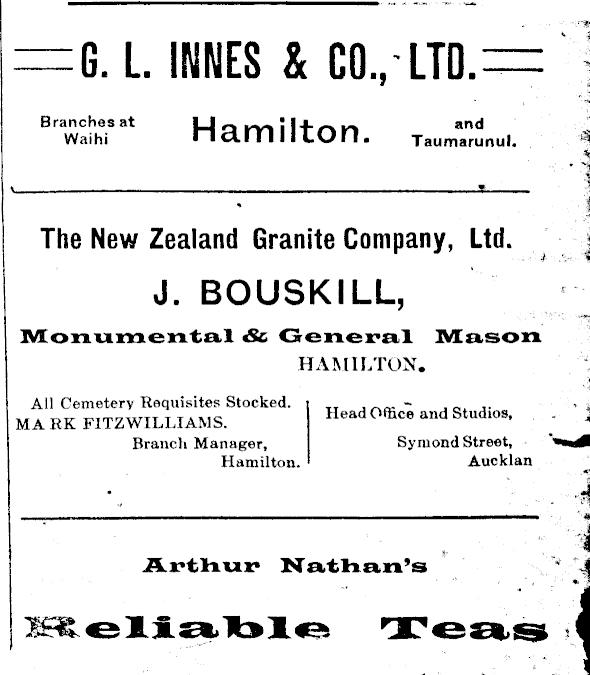 G. L. INNES & CO., LTD.
Branches at
Waihi
Hamilton.
and
Taumarunui.
The New Zealand Granite Company, Ltd.
J. BOUSKILL,
Monumental & General Mason
HAMILTON.
All Cemetery Requisites Stocked.
MARK FITZWILLIAMS.
Branch Manager,
Hamilton.
Head Office and Studios,
Symond Street,
Aucklan
Arthur Nathan's
Reliable Teas